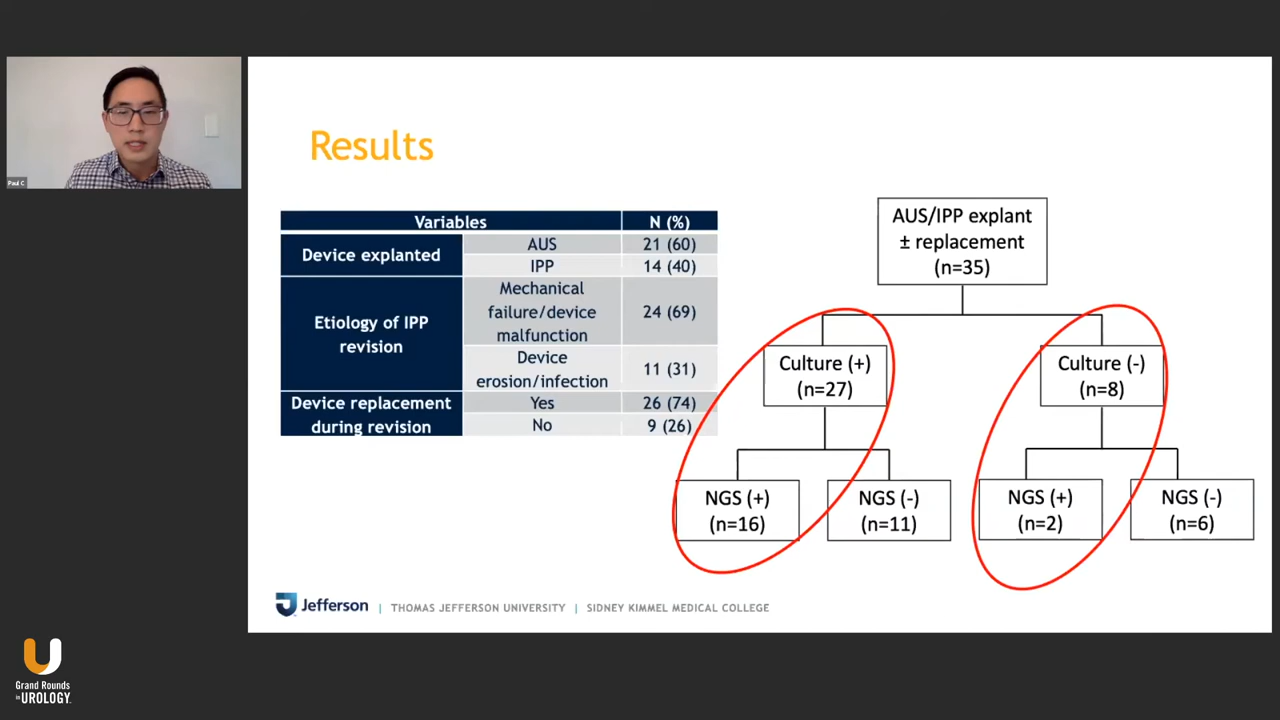 Paul C
Results
Variables N (%)
Device explanted
AUS 21 (60)
IPP 14 (40)
Etiology of IPP
revision
Mechanical
failure/device
malfunction
24 (69)
Device
erosion/infection
11 (31)
Device replacement
during revision
Yes 26 (74)
No 9 (26)
AUS/IPP explant
± replacement
(n=35)
Culture (+)
(n=27)
Culture (-)
(n=8)
NGS (+)
(n=16)
NGS (-)
(n=11)
NGS (+)
(n=2)
NGS (-)
(n=6)
Jefferson | THOMAS JEFFERSON UNIVERSITY | SIDNEY KIMMEL MEDICAL COLLEGE
Grand Rounds
in UROLOGY